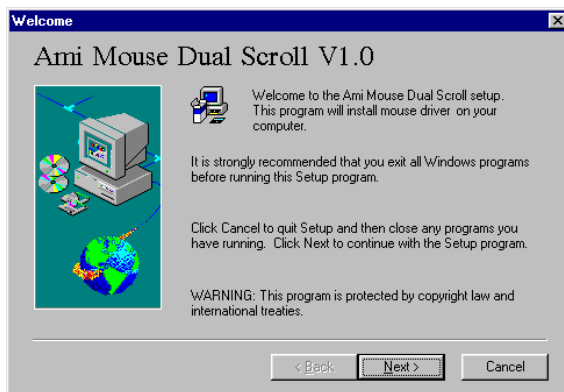 Welcome
Ami Mouse Dual Scroll V1.0
Welcome to the Ami Mouse Dual Scroll setup.
This program will install mouse driver on your
computer.
It is strongly recommended that you exit all Windows programs
before running this Setup program.
Click Cancel to quit Setup and then close any programs you
have running. Click Next to continue with the Setup program.
WARNING: This program is protected by copyright law and
international treaties.
< Back
Next >
Cancel